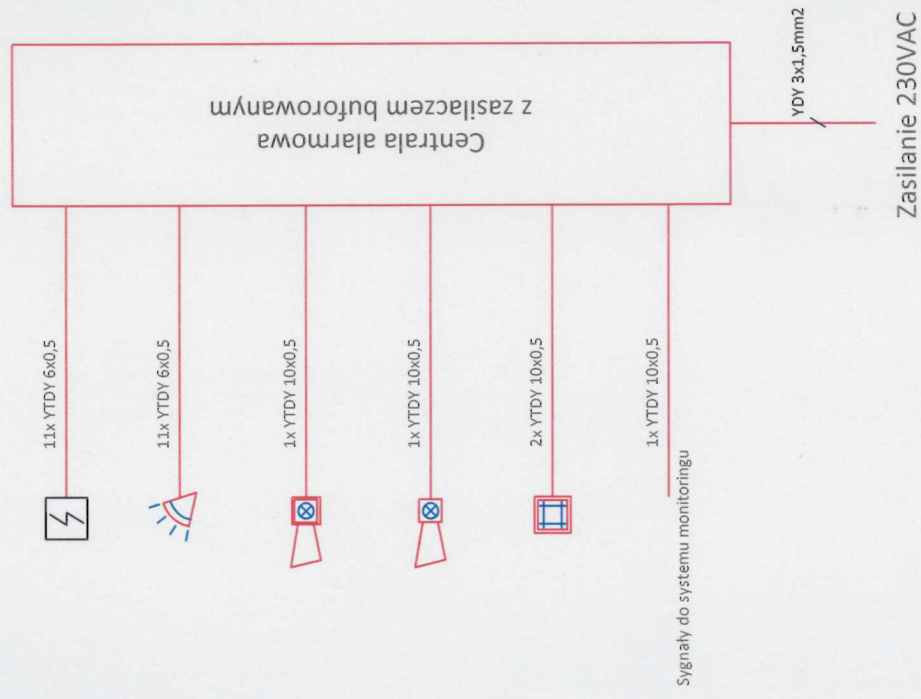 Centrala alarmowa
z zasilaczem buforowanym
11x YTDY 6x0,5
11x YTDY 6x0,5
1x YTDY 10x0,5
1x YTDY 10x0,5
2x YTDY 10x0,5
1x YTDY 10x0,5
Sygnały do systemu monitoringu
YDY 3x1,5mm2
Zasilanie 230VAC